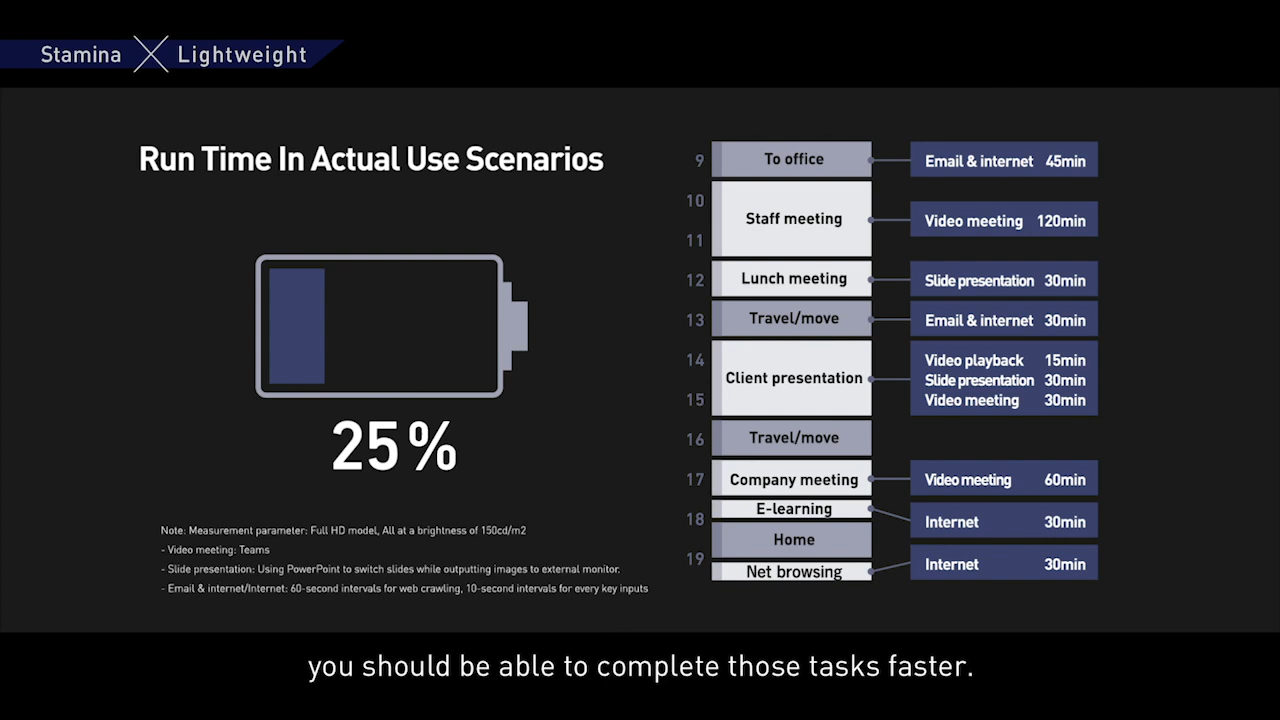 Stamina
Lightweight
Run Time In Actual Use Scenarios
25%
Note: Measurement parameter: Full HD model, All at a brightness of 150cd/m2
- Video meeting: Teams
- Slide presentation: Using PowerPoint to switch slides while outputting images to external monitor.
- Email & internet/Internet: 60-second intervals for web crawling, 10-second intervals for every key inputs
9 To office Email & internet 45min
10
Staff meeting Video meeting 120min
11
12 Lunch meeting Slide presentation 30min
13 Travel/move Email & internet 30min
14 Video playback 15min
Client presentation Slide presentation 30min
15 Video meeting 30min
16 Travel/move
17 Company meeting Video meeting 60min
E-learning
18 Internet 30min
Home
19 Internet 30min
Net browsing
you should be able to complete those tasks faster.